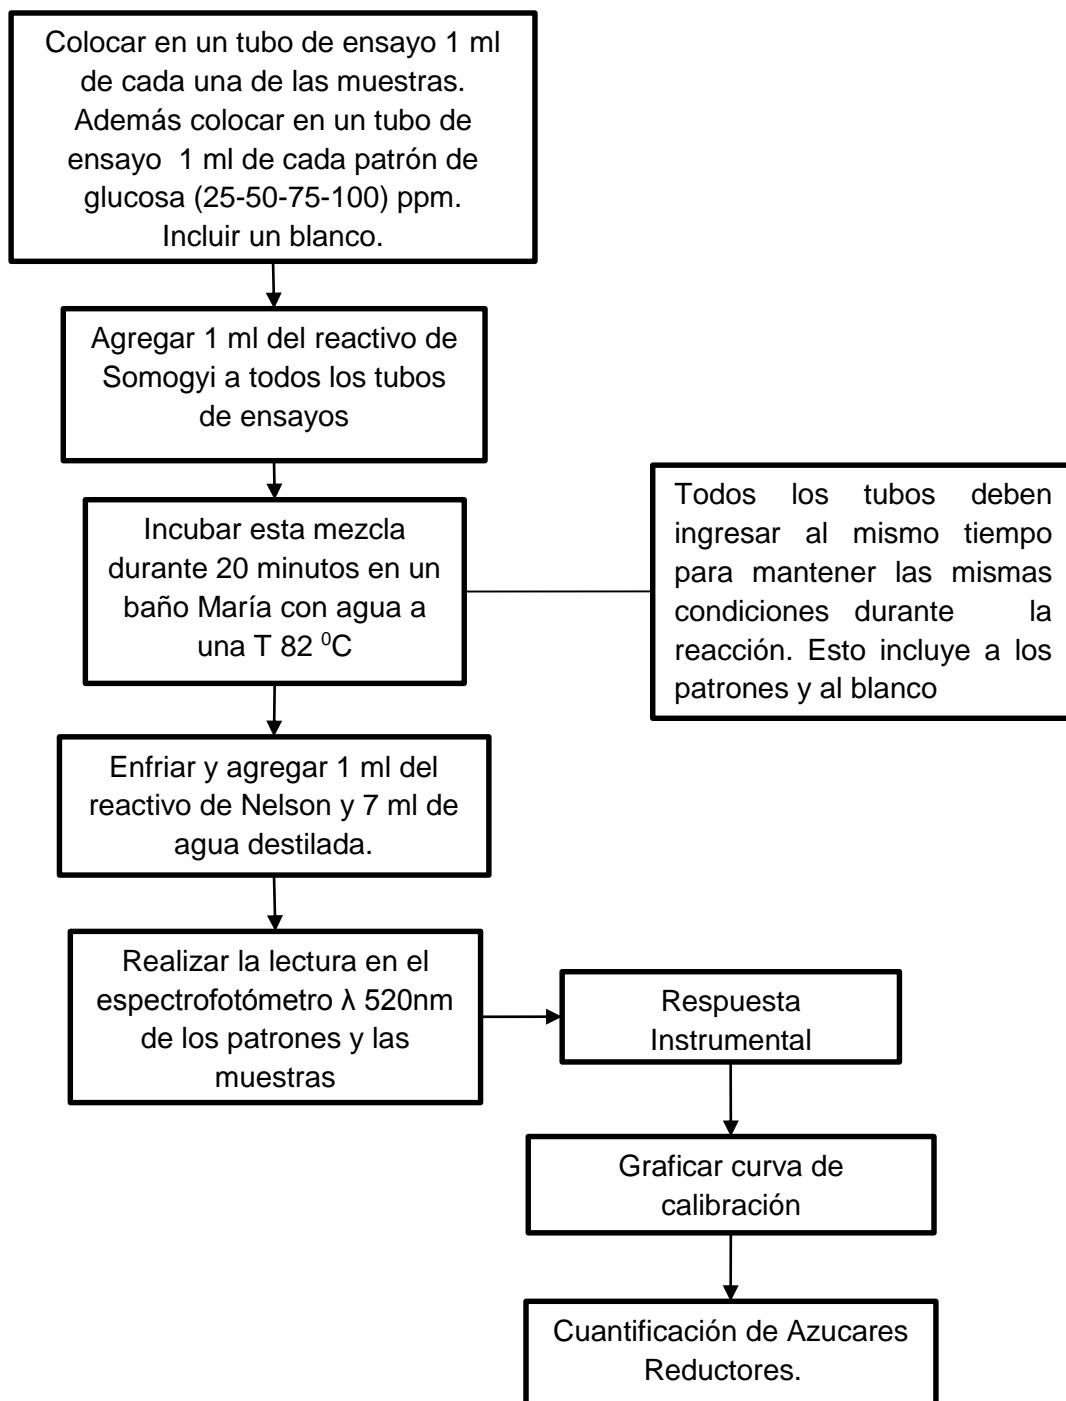 Colocar en un tubo de ensayo 1 ml
de cada una de las muestras.
Además colocar en un tubo de
ensayo 1 ml de cada patrón de
glucosa (25-50-75-100) ppm.
Incluir un blanco.
Agregar 1 ml del reactivo de
Somogyi a todos los tubos
de ensayos
Incubar esta mezcla
durante 20 minutos en un
baño María con agua a
una T 82 ⁰C
Todos los tubos deben
ingresar al mismo tiempo
para mantener las mismas
condiciones durante la
reacción. Esto incluye a los
patrones y al blanco
Enfriar y agregar 1 ml del
reactivo de Nelson y 7 ml de
agua destilada.
Realizar la lectura en el
espectrofotómetro λ 520nm
de los patrones y las
muestras
Respuesta
Instrumental
Graficar curva de
calibración
Cuantificación de Azucares
Reductores.